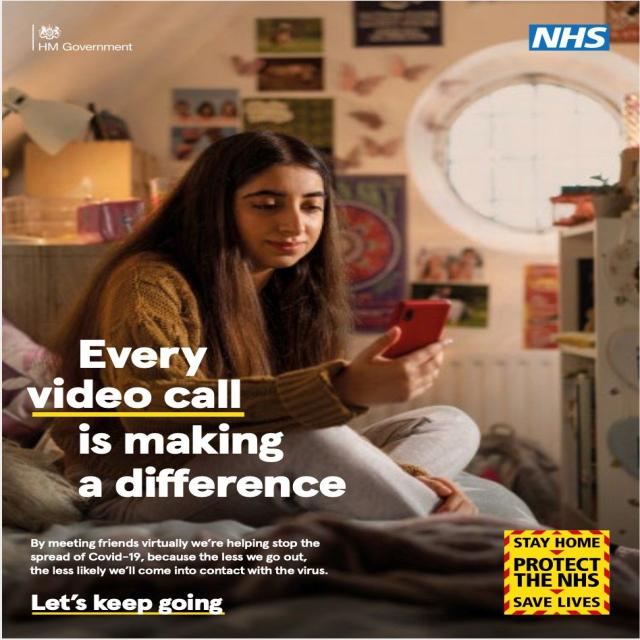 HM Government
NHS
Every
video call
is making
a difference
By meeting friends virtually we're helping stop the
spread of Covid-19, because the less we go out,
the less likely we'll come into contact with the virus.
Let's keep going
STAY HOME
PROTECT
THE NHS
SAVE LIVES